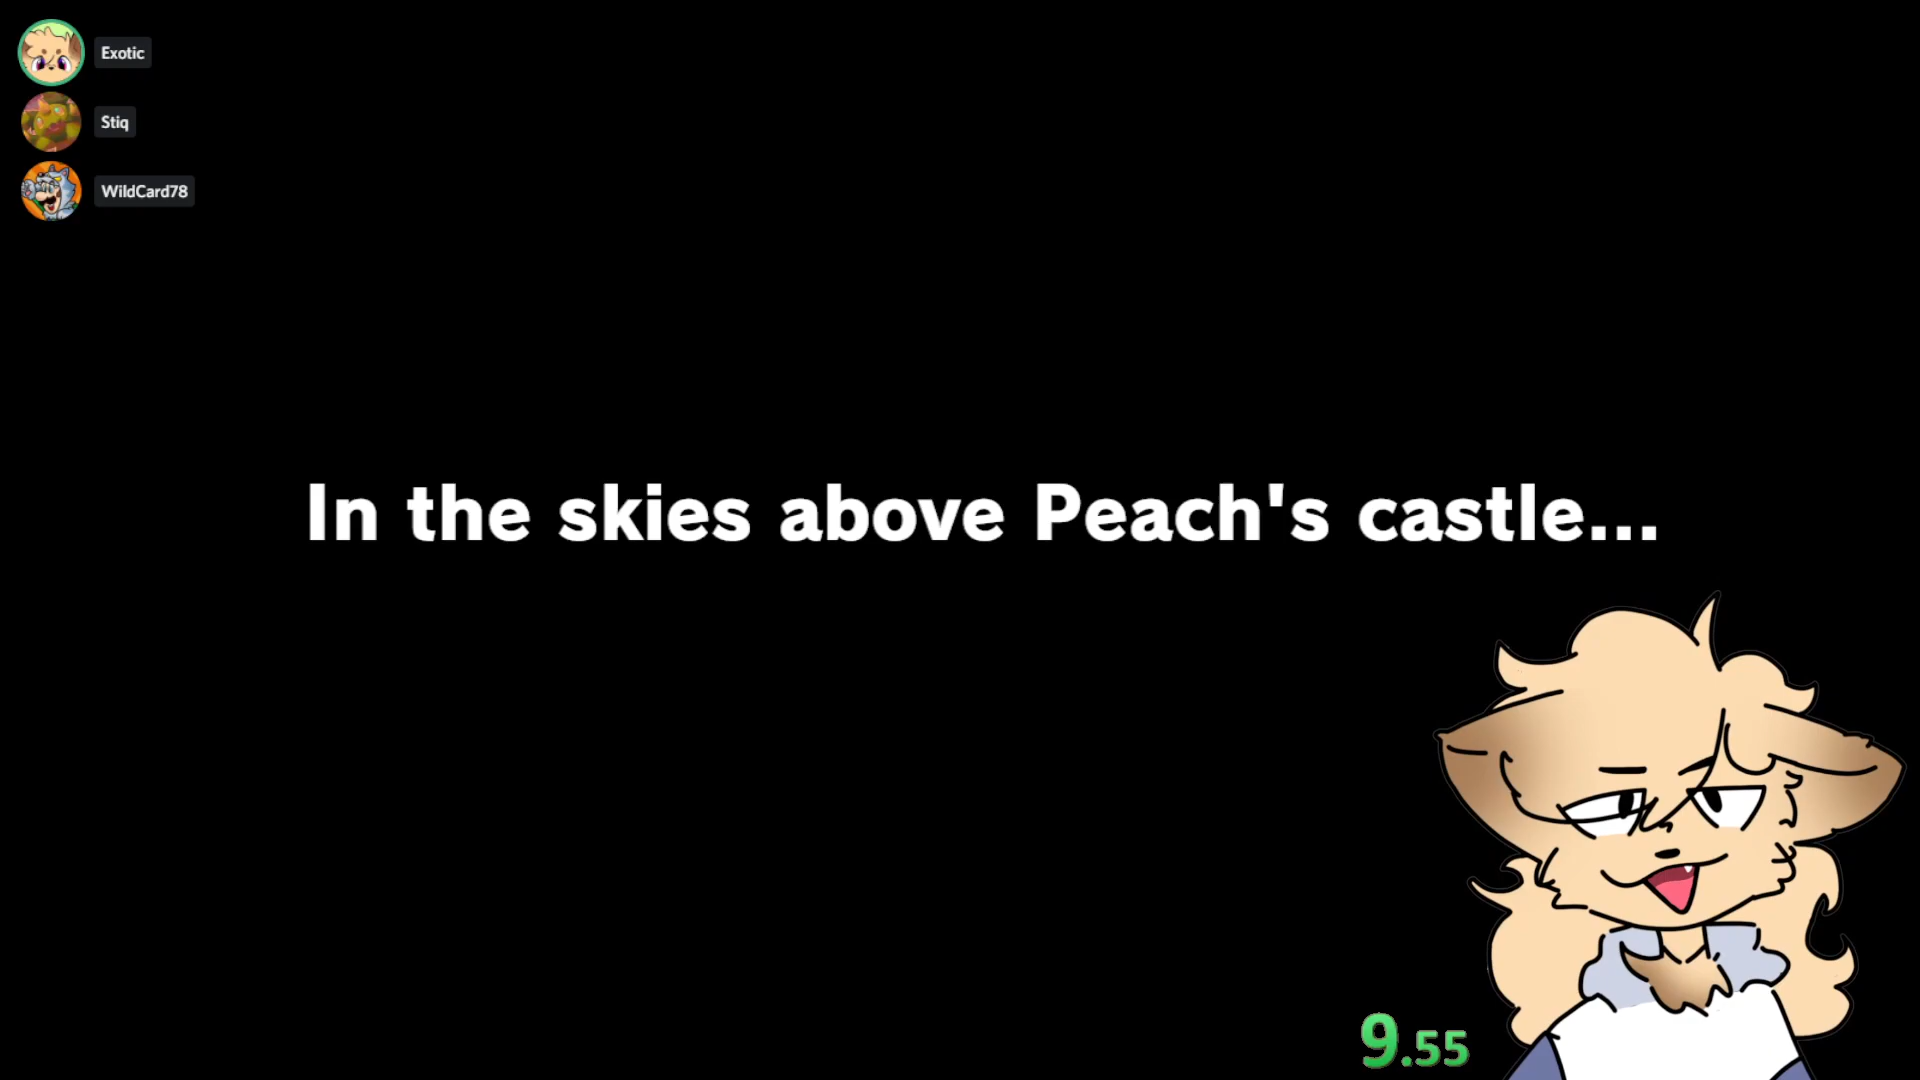 Exotic
Stiq
WildCard78
In the skies above Peach's castle...
9.55